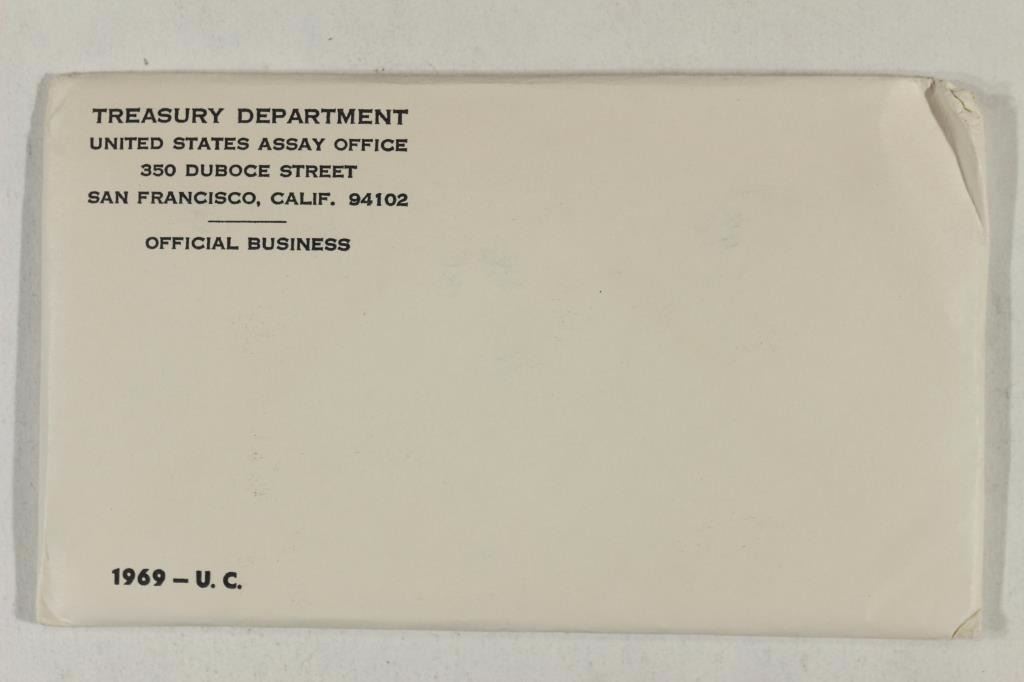 TREASURY DEPARTMENT
UNITED STATES ASSAY OFFICE
350 DUBOCE STREET
SAN FRANCISCO, CALIF. 94102
OFFICIAL BUSINESS
1969 – U. C.